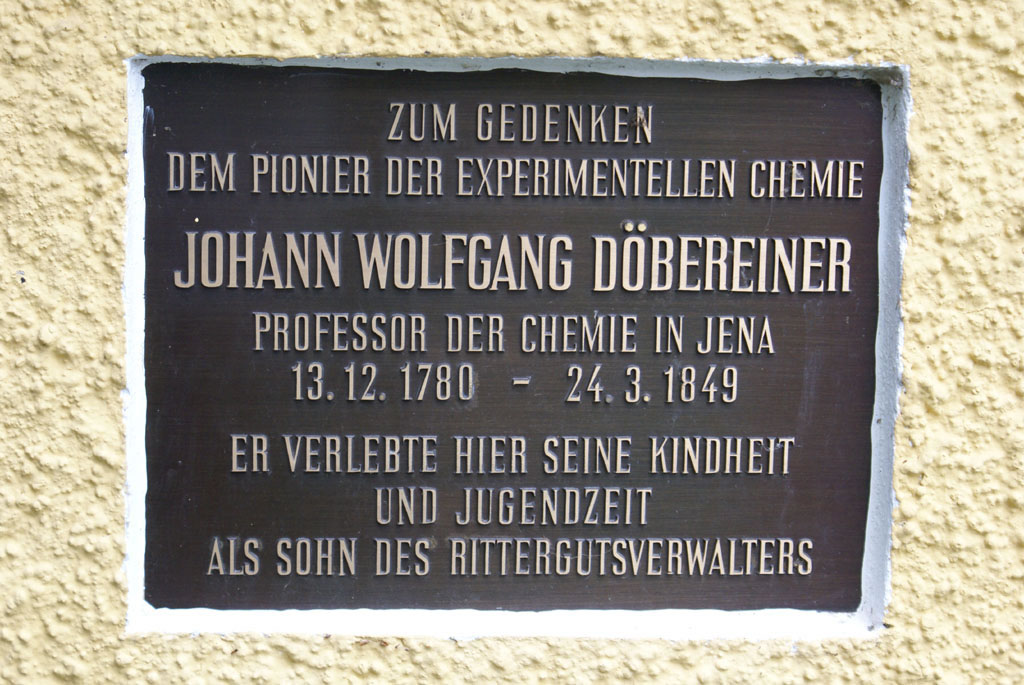 ZUM GEDENKEN
DEM PIONIER DER EXPERIMENTELLEN CHEMIE
JOHANN WOLFGANG DÖBEREINER
PROFESSOR DER CHEMIE IN JENA
13. 12. 1780 – 24. 3. 1849
ER VERLEBTE HIER SEINE KINDHEIT
UND JUGENDZEIT
ALS SOHN DES RITTERGUTSVERWALTERS